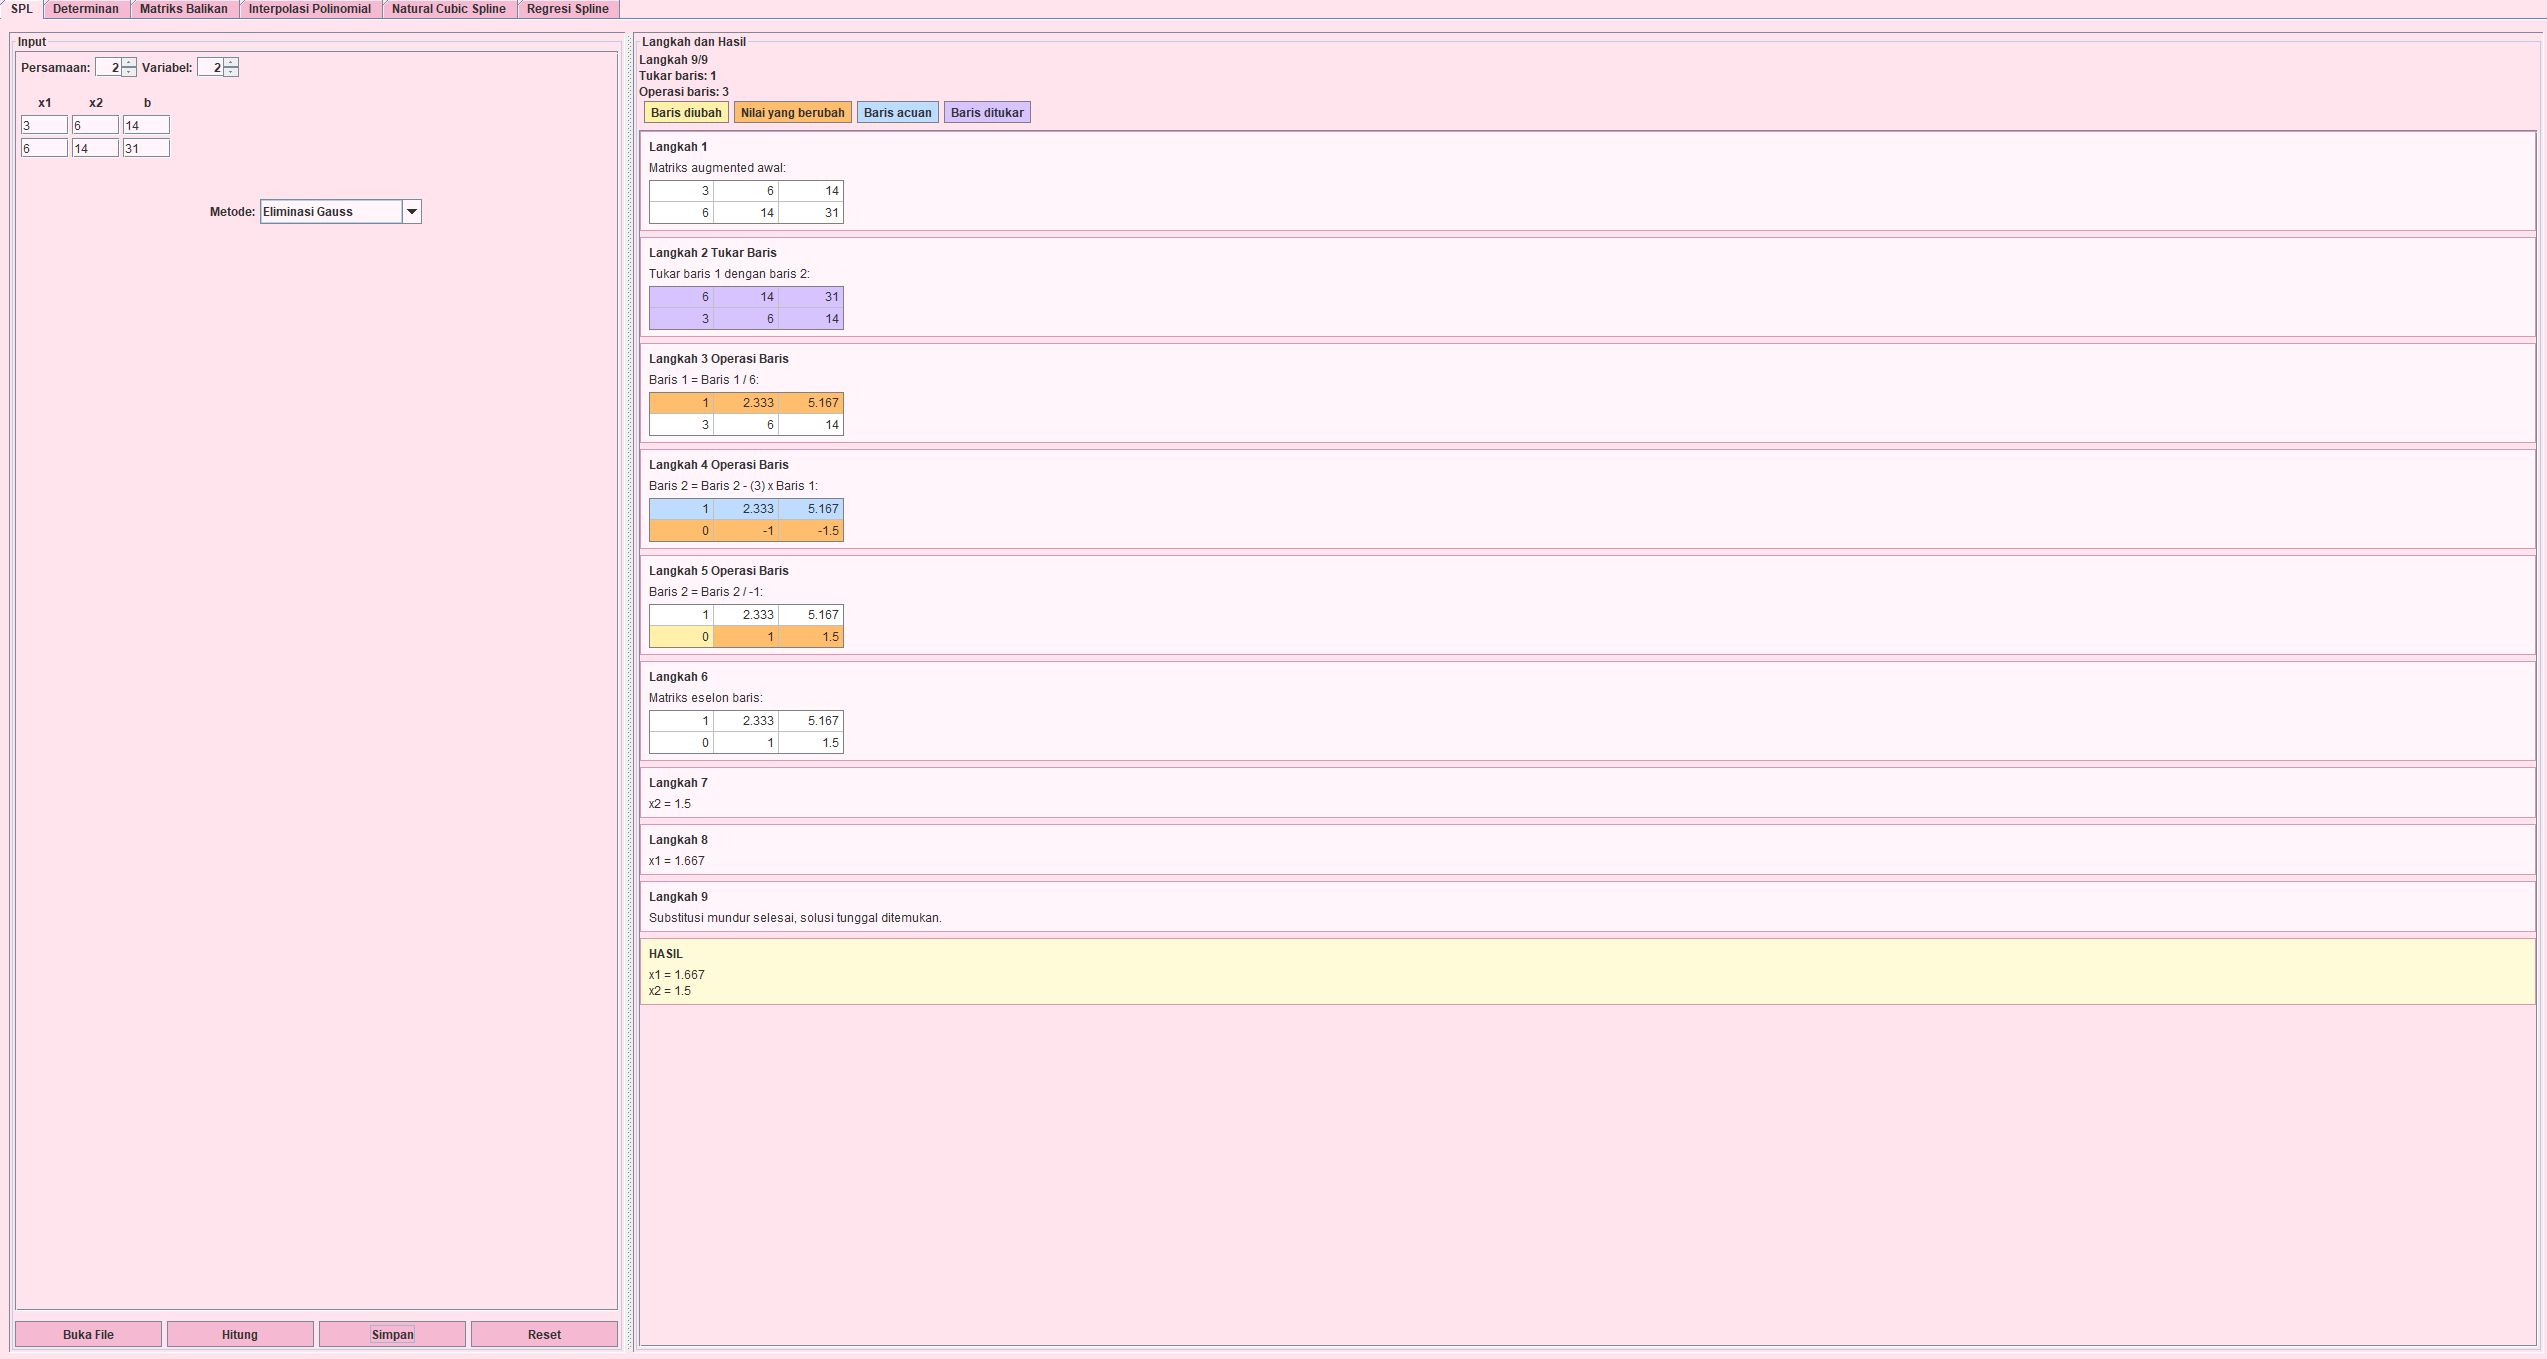 SPL Determinan Matriks Balikan Interpolasi Polinomial Natural Cubic Spline Regresi Spline
Input
Persamaan: 2 Variabel: 2
x1 x2 b
3 6 14
6 14 31
Metode: Eliminasi Gauss
Buka File Hitung Simpan Reset
Langkah dan Hasil
Langkah 9/9
Tukar baris: 1
Operasi baris: 3
Baris diubah Nilai yang berubah Baris acuan Baris ditukar
Langkah 1
Matriks augmented awal:
3 6 14
6 14 31
Langkah 2 Tukar Baris
Tukar baris 1 dengan baris 2:
6 14 31
3 6 14
Langkah 3 Operasi Baris
Baris 1 = Baris 1 / 6:
1 2.333 5.167
3 6 14
Langkah 4 Operasi Baris
Baris 2 = Baris 2 - (3) x Baris 1:
1 2.333 5.167
0 -1 -1.5
Langkah 5 Operasi Baris
Baris 2 = Baris 2 / -1:
1 2.333 5.167
0 1 1.5
Langkah 6
Matriks eselon baris:
1 2.333 5.167
0 1 1.5
Langkah 7
x2 = 1.5
Langkah 8
x1 = 1.667
Langkah 9
Substitusi mundur selesai, solusi tunggal ditemukan.
HASIL
x1 = 1.667
x2 = 1.5